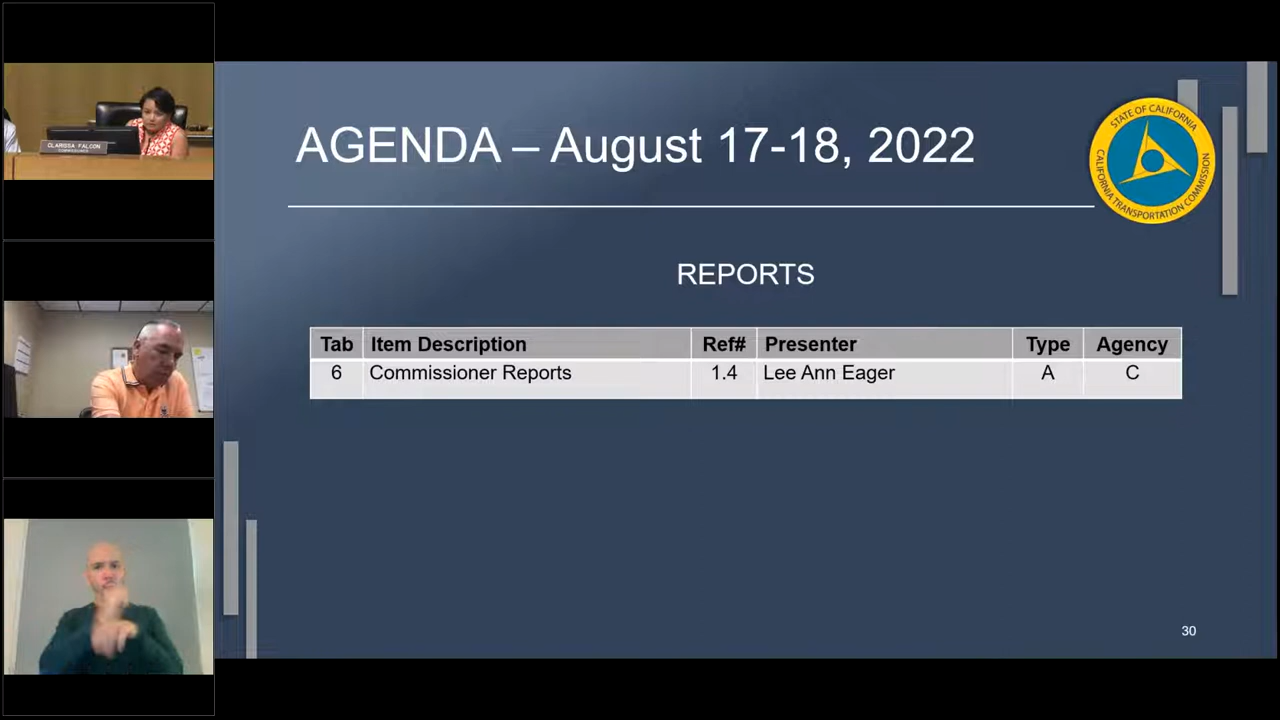 CLARISSA FALCON
COMMISSIONER
AGENDA – August 17-18, 2022
STATE OF CALIFORNIA
CALIFORNIA TRANSPORTATION COMMISSION
REPORTS
Tab Item Description Ref# Presenter Type Agency
6 Commissioner Reports 1.4 Lee Ann Eager A C
30